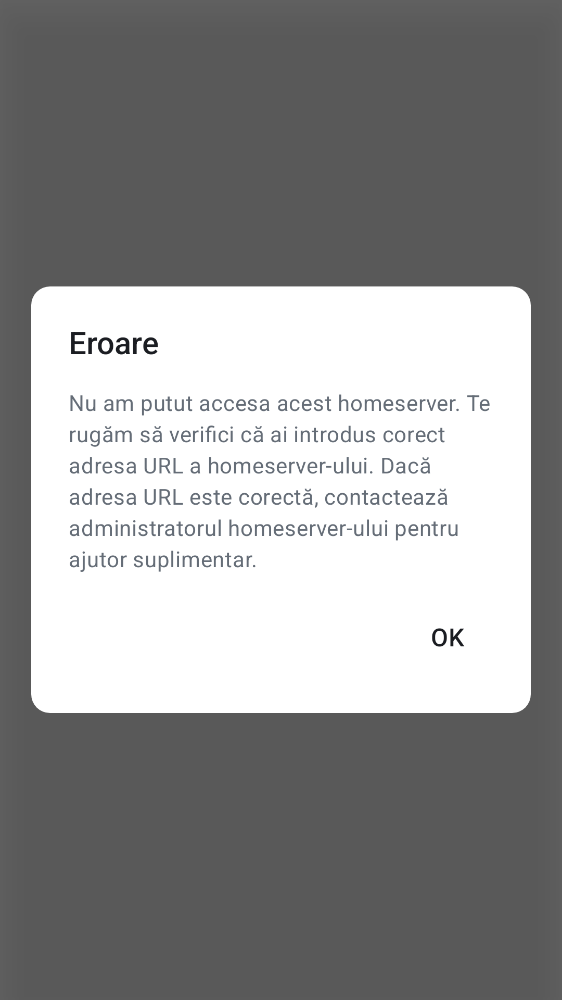 Eroare
Nu am putut accesa acest homeserver. Te
rugăm să verifici că ai introdus corect
adresa URL a homeserver-ului. Dacă
adresa URL este corectă, contactează
administratorul homeserver-ului pentru
ajutor suplimentar.
OK